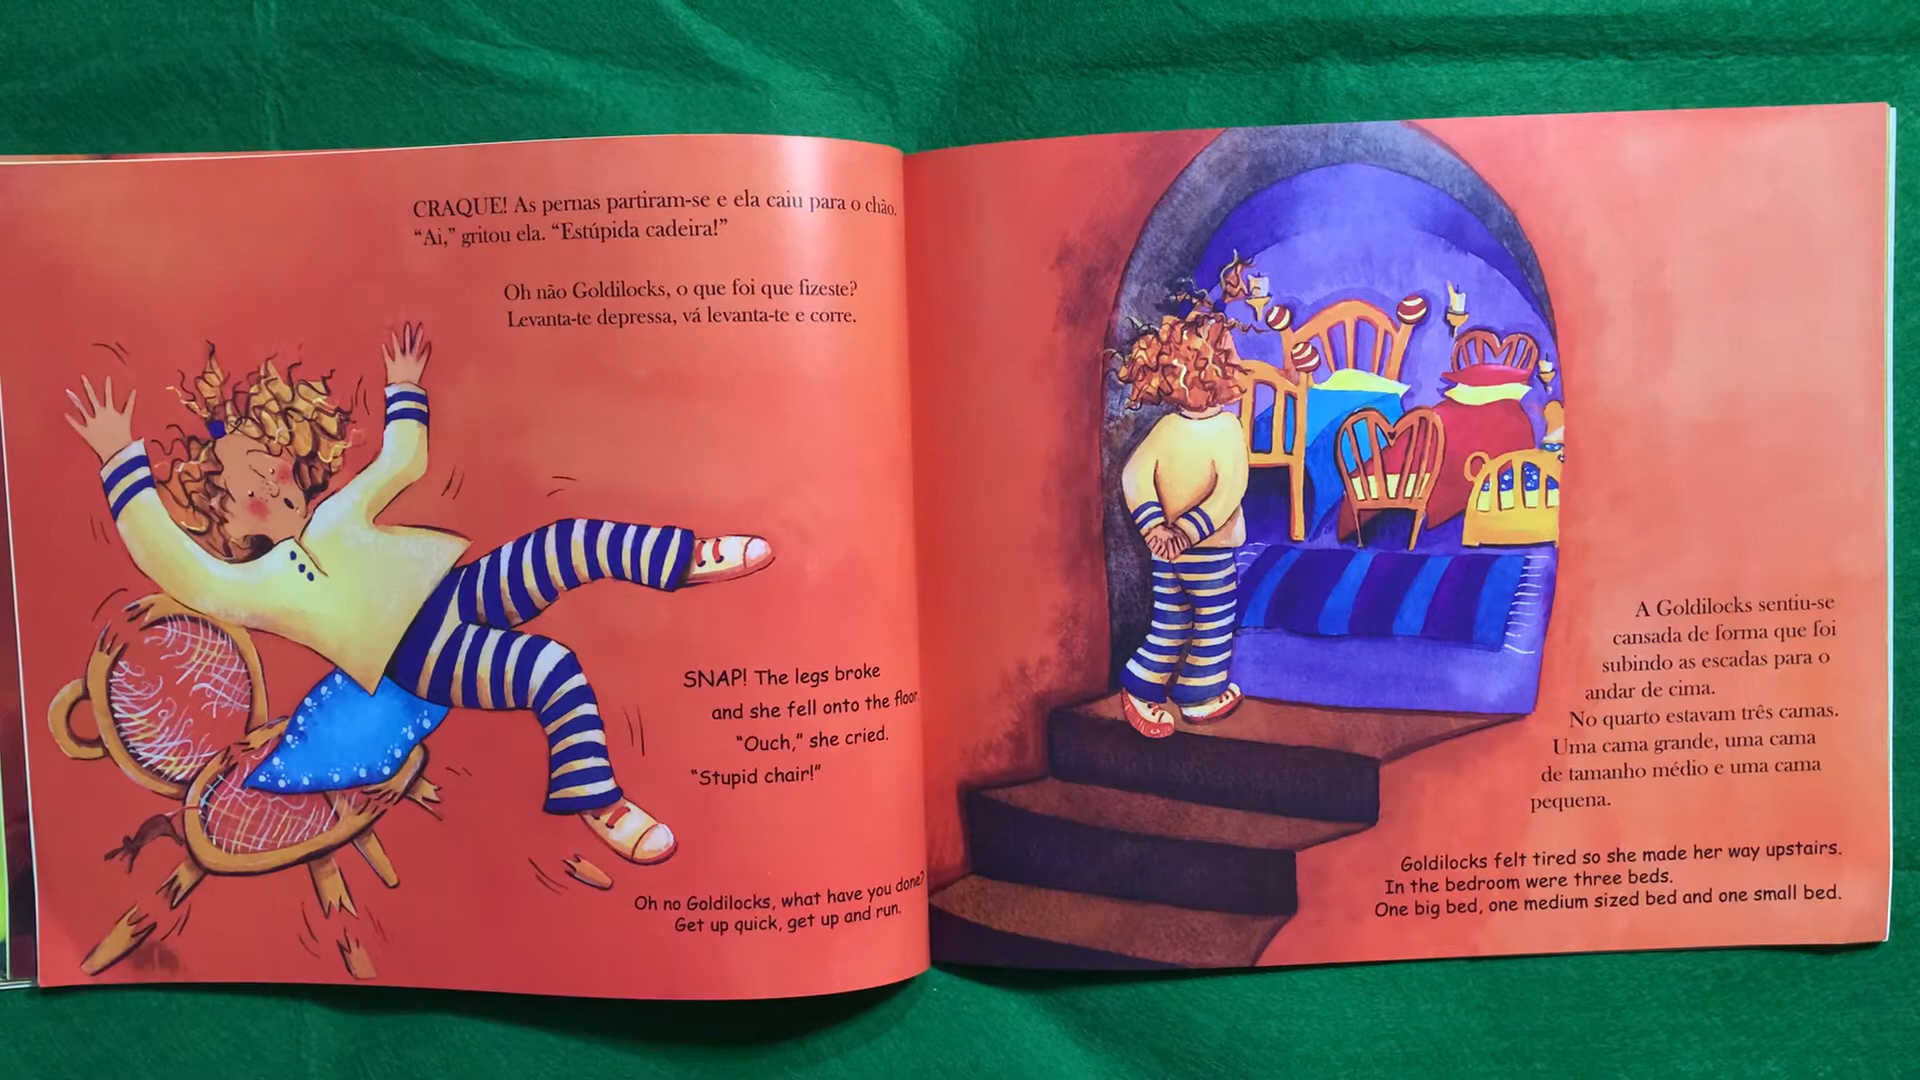 CRAQUE! As pernas partiram-se e ela caiu para o chão.
“Ai,” gritou ela. “Estúpida cadeira!”
Oh não Goldilocks, o que foi que fizeste?
Levanta-te depressa, vá levanta-te e corre.
SNAP! The legs broke
and she fell onto the floor.
“Ouch,” she cried.
“Stupid chair!”
Oh no Goldilocks, what have you done?
Get up quick, get up and run.
A Goldilocks sentiu-se
cansada de forma que foi
subindo as escadas para o
andar de cima.
No quarto estavam três camas.
Uma cama grande, uma cama
de tamanho médio e uma cama
pequena.
Goldilocks felt tired so she made her way upstairs.
In the bedroom were three beds.
One big bed, one medium sized bed and one small bed.